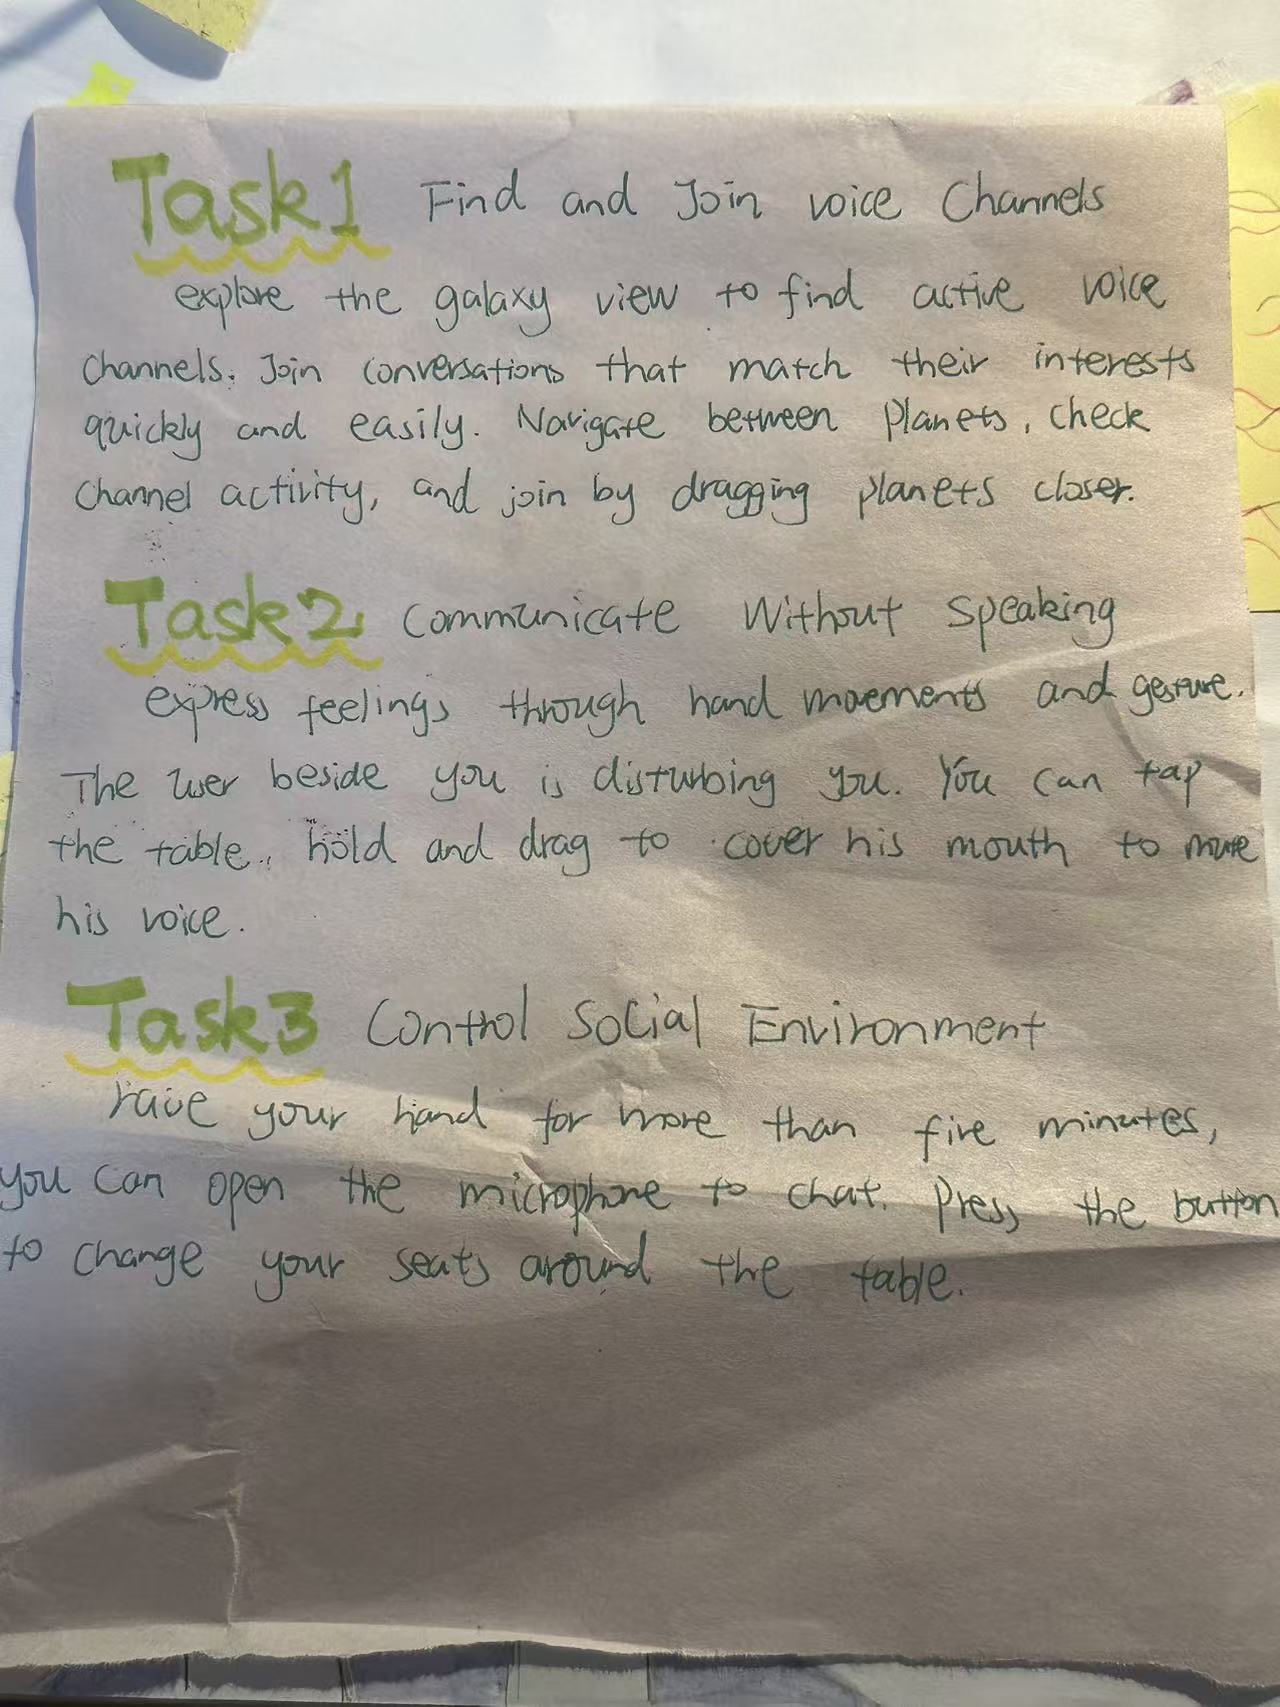 Task1 Find and Join voice Channels
explore the galaxy view to find active voice
Channels. Join conversations that match their interests
quickly and easily. Navigate between Planets, check
Channel activity, and join by dragging planets closer.
Task2 Communicate Without Speaking
express feelings through hand movements and gesture.
The user beside you is disturbing you. You can tap
the table, hold and drag to cover his mouth to mute
his voice.
Task3 Control Social Environment
your hand for more than five minutes,
you can open the microphone to chat. Press the button
to change your seats around the table.